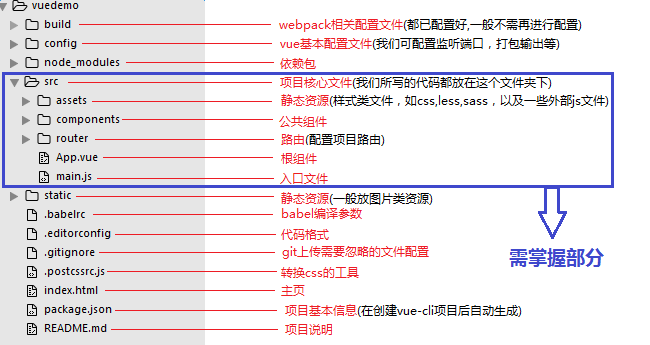 vuedemo
build webpack相关配置文件(都已配置好,一般不需再进行配置)
config vue基本配置文件(我们可配置监听端口，打包输出等)
node_modules 依赖包
src 项目核心文件(我们所写的代码都放在这个文件夹下)
assets 静态资源(样式类文件，如css,less,sass，以及一些外部js文件)
components 公共组件
router 路由(配置项目路由)
App.vue 根组件
main.js 入口文件
static 静态资源(一般放图片类资源)
.babelrc babel编译参数
.editorconfig 代码格式
.gitignore git上传需要忽略的文件配置
需掌握部分
.postcssrc.js 转换css的工具
index.html 主页
package.json 项目基本信息(在创建vue-cli项目后自动生成)
README.md 项目说明